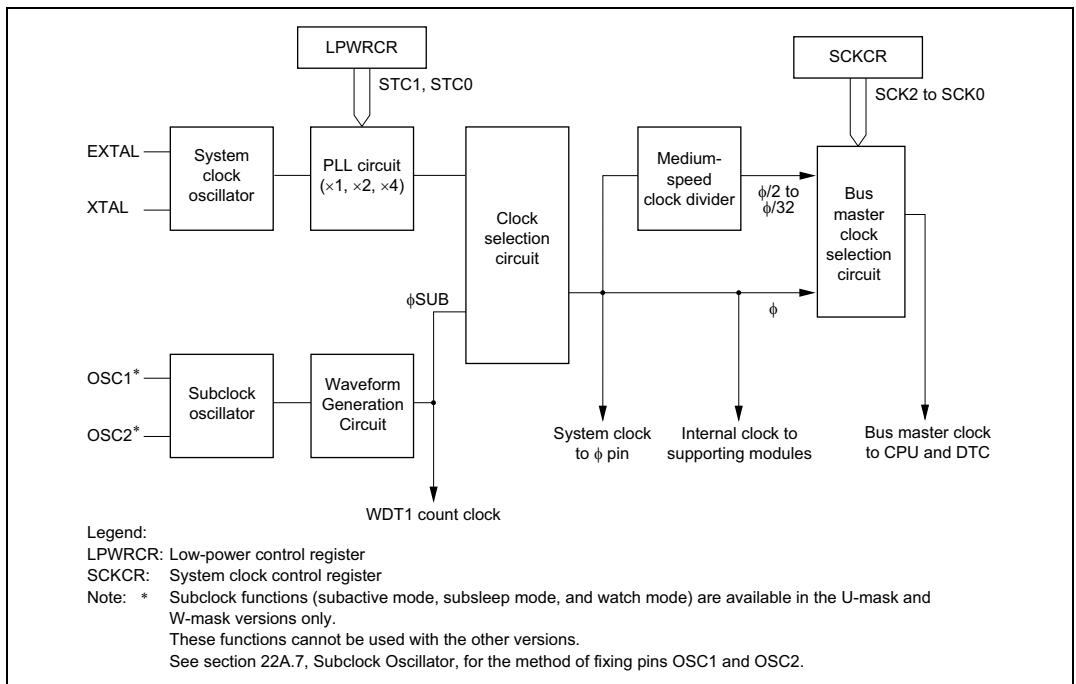 LPWRCR
STC1, STC0
SCKCR
SCK2 to SCK0
EXTAL
XTAL
System
clock
oscillator
PLL circuit
(×1, ×2, ×4)
Clock
selection
circuit
Medium-
speed
clock divider
ϕ/2 to
ϕ/32
Bus
master
clock
selection
circuit
ϕSUB
ϕ
OSC1*
OSC2*
Subclock
oscillator
Waveform
Generation
Circuit
System clock
to ϕ pin
Internal clock to
supporting modules
Bus master clock
to CPU and DTC
WDT1 count clock
Legend:
LPWRCR: Low-power control register
SCKCR: System clock control register
Note: * Subclock functions (subactive mode, subsleep mode, and watch mode) are available in the U-mask and
W-mask versions only.
These functions cannot be used with the other versions.
See section 22A.7, Subclock Oscillator, for the method of fixing pins OSC1 and OSC2.